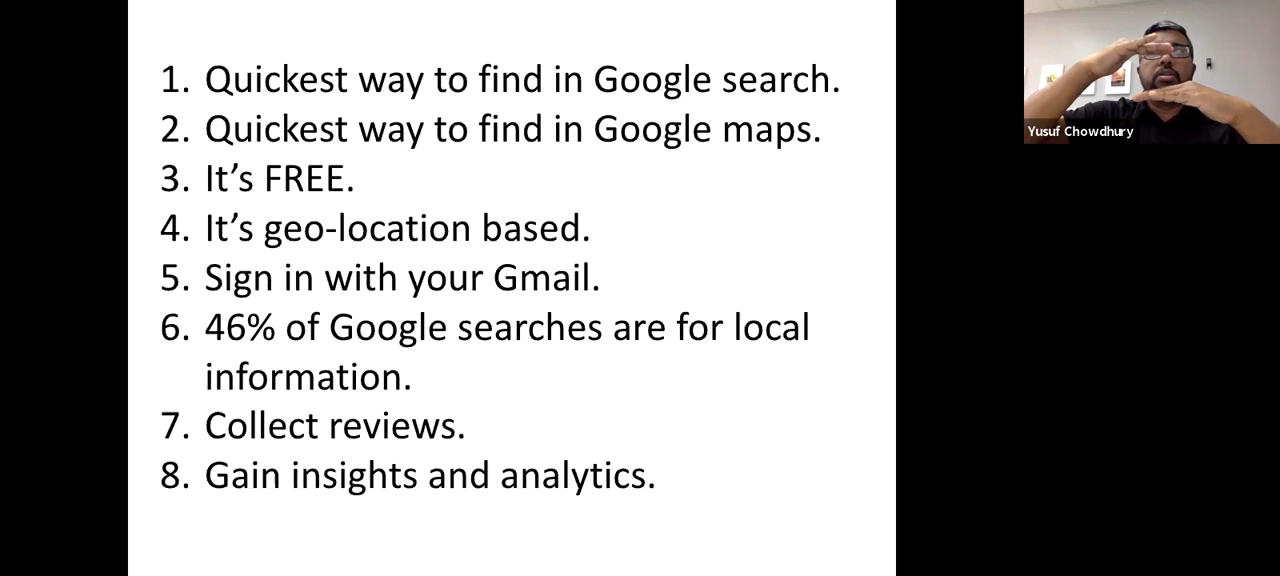 1. Quickest way to find in Google search.
2. Quickest way to find in Google maps.
3. It’s FREE.
4. It’s geo-location based.
5. Sign in with your Gmail.
6. 46% of Google searches are for local
information.
7. Collect reviews.
8. Gain insights and analytics.
Yusuf Chowdhury